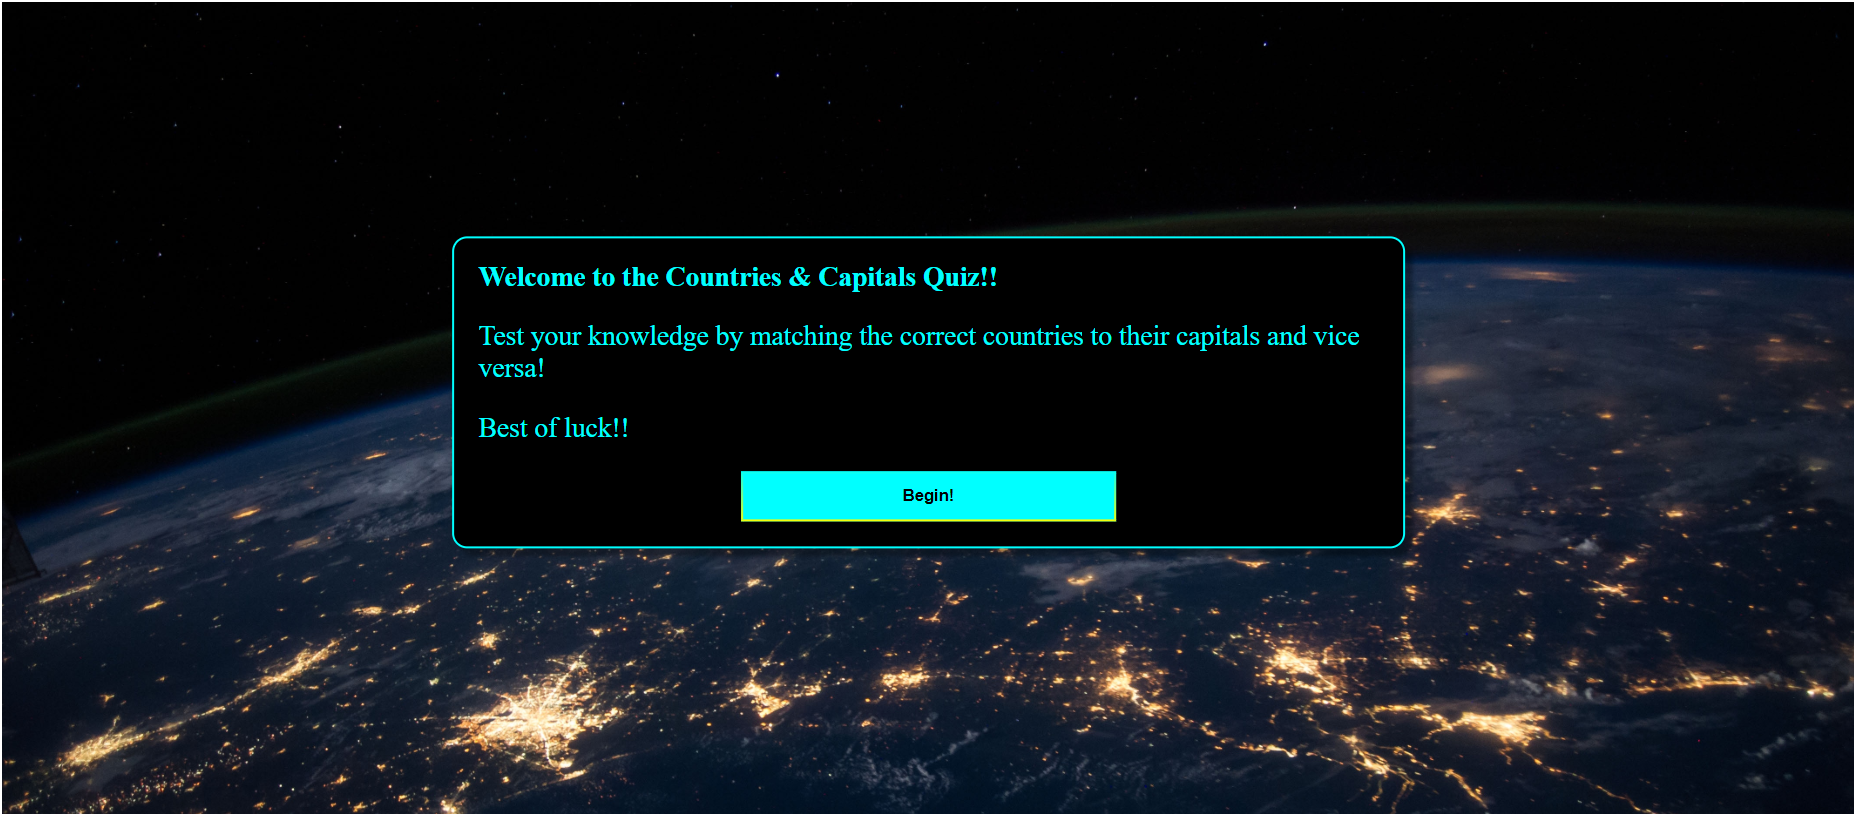 Welcome to the Countries & Capitals Quiz!!
Test your knowledge by matching the correct countries to their capitals and vice
versa!
Best of luck!!
Begin!